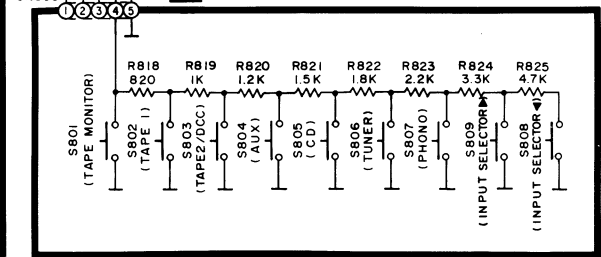 1 2 3 4 5
R818 R819 R820 R821 R822 R823 R824 R825
820 1K 1.2K 1.5K 1.8K 2.2K 3.3K 4.7K
S801
(TAPE MONITOR)
S802
(TAPE 1)
S803
(TAPE2/DCC)
S804
(AUX)
S805
(CD)
S806
(TUNER)
S807
(PHONO)
S809
(INPUT SELECTOR ▶)
S808
(INPUT SELECTOR ◀)